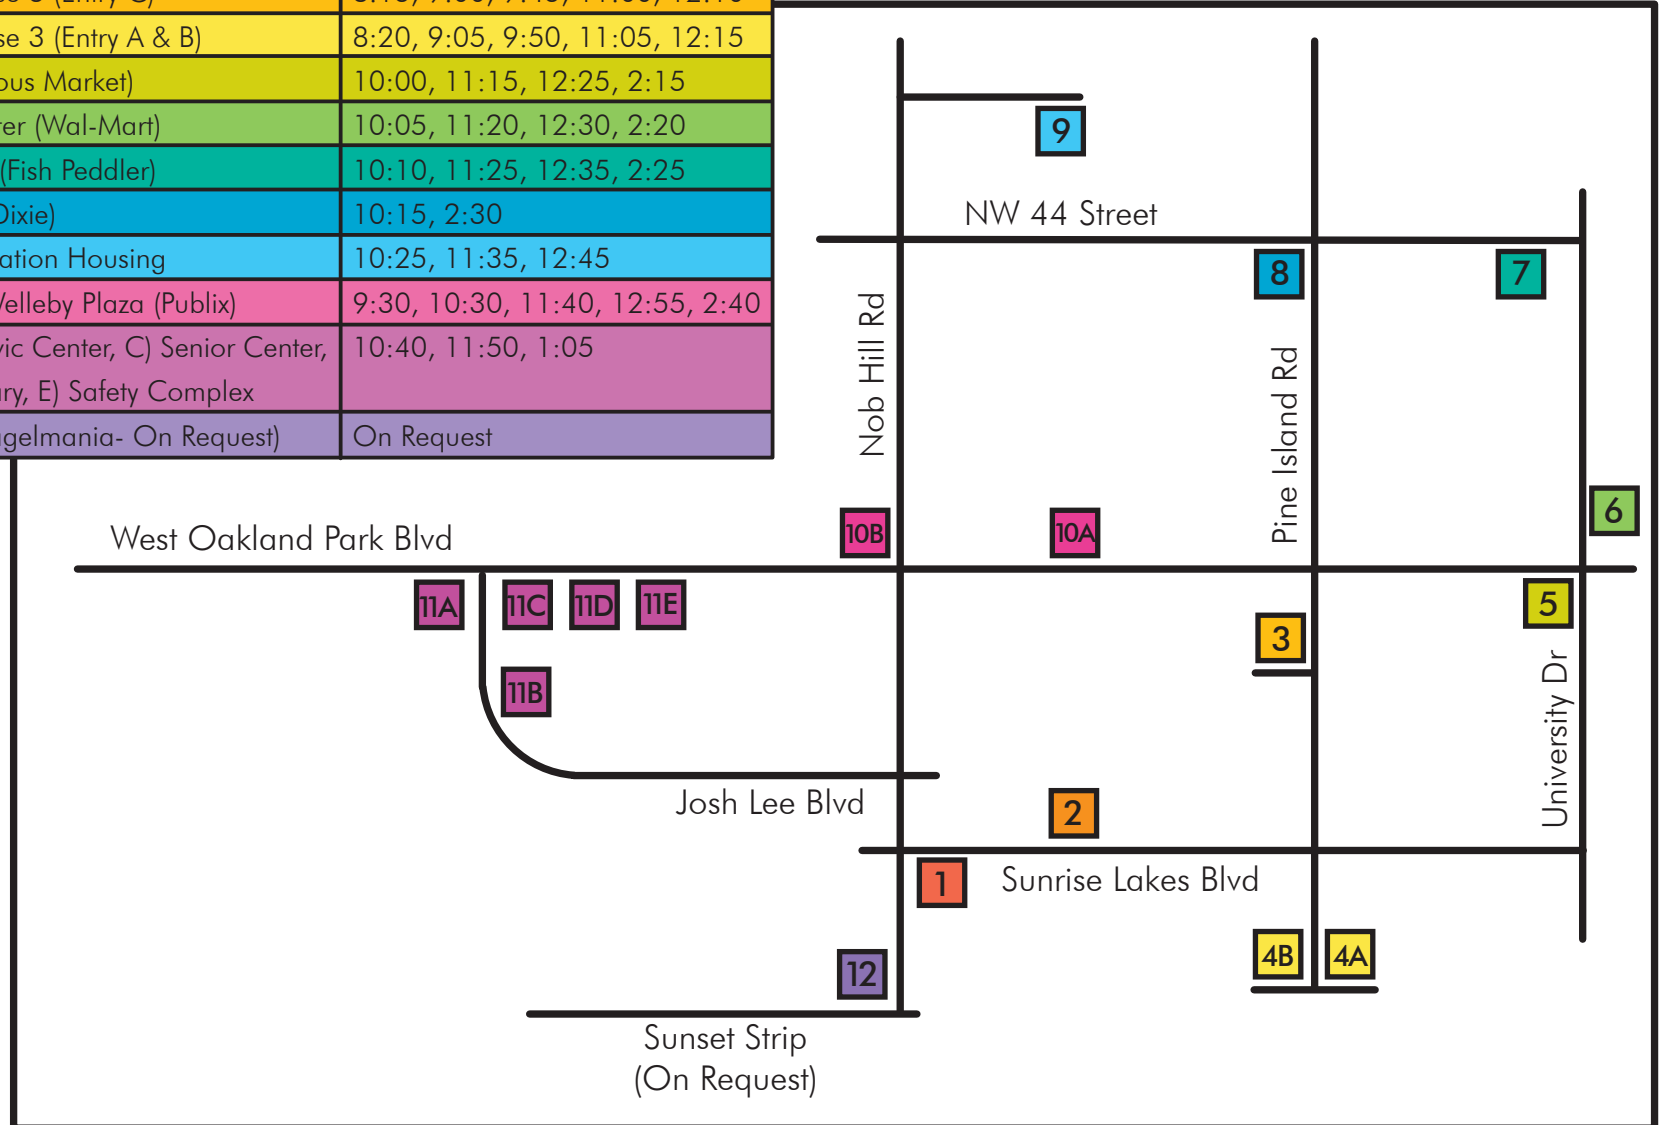 se 3 (Entry A & B) 8:20, 9:05, 9:50, 11:05, 12:15
ous Market) 10:00, 11:15, 12:25, 2:15
ter (Wal-Mart) 10:05, 11:20, 12:30, 2:20
(Fish Peddler) 10:10, 11:25, 12:35, 2:25
Dixie) 10:15, 2:30
ation Housing 10:25, 11:35, 12:45
Welleby Plaza (Publix) 9:30, 10:30, 11:40, 12:55, 2:40
vic Center, C) Senior Center, 10:40, 11:50, 1:05
ary, E) Safety Complex
agelmania- On Request) On Request
9
NW 44 Street
8
7
Nob Hill Rd
Pine Island Rd
6
10B
10A
West Oakland Park Blvd
11A
11C
11D
11E
5
3
11B
University Dr
Josh Lee Blvd
2
1
Sunrise Lakes Blvd
4B
4A
12
Sunset Strip
(On Request)